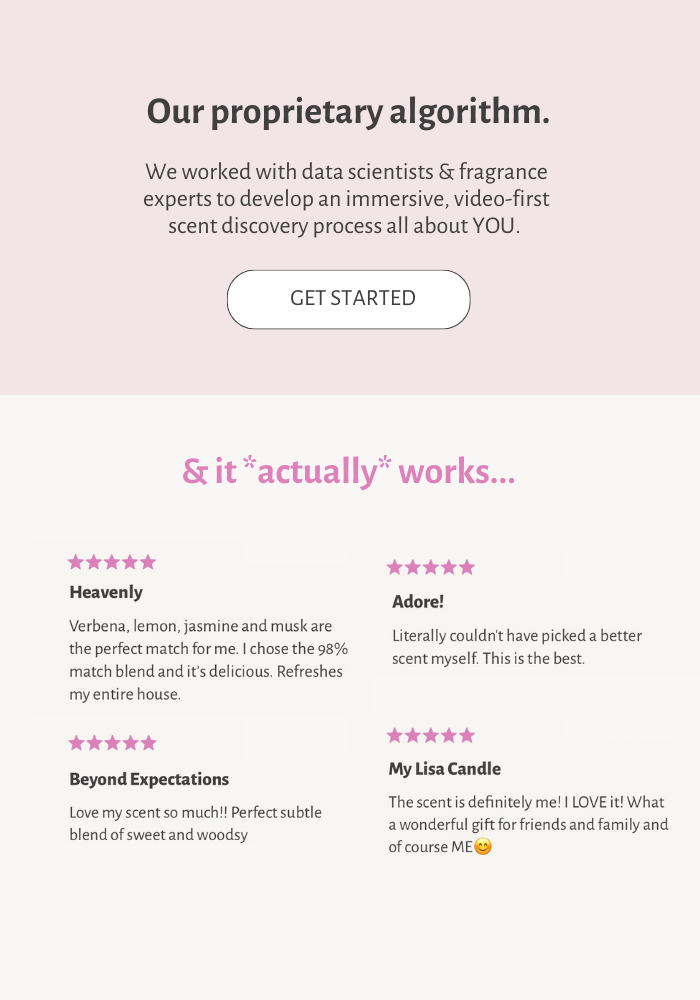 Our proprietary algorithm.
We worked with data scientists & fragrance
experts to develop an immersive, video-first
scent discovery process all about YOU.
GET STARTED
& it *actually* works...
Heavenly
Verbena, lemon, jasmine and musk are
the perfect match for me. I chose the 98%
match blend and it's delicious. Refreshes
my entire house.
Adore!
Literally couldn't have picked a better
scent myself. This is the best.
Beyond Expectations
Love my scent so much!! Perfect subtle
blend of sweet and woodsy
My Lisa Candle
The scent is definitely me! I LOVE it! What
a wonderful gift for friends and family and
of course ME😊